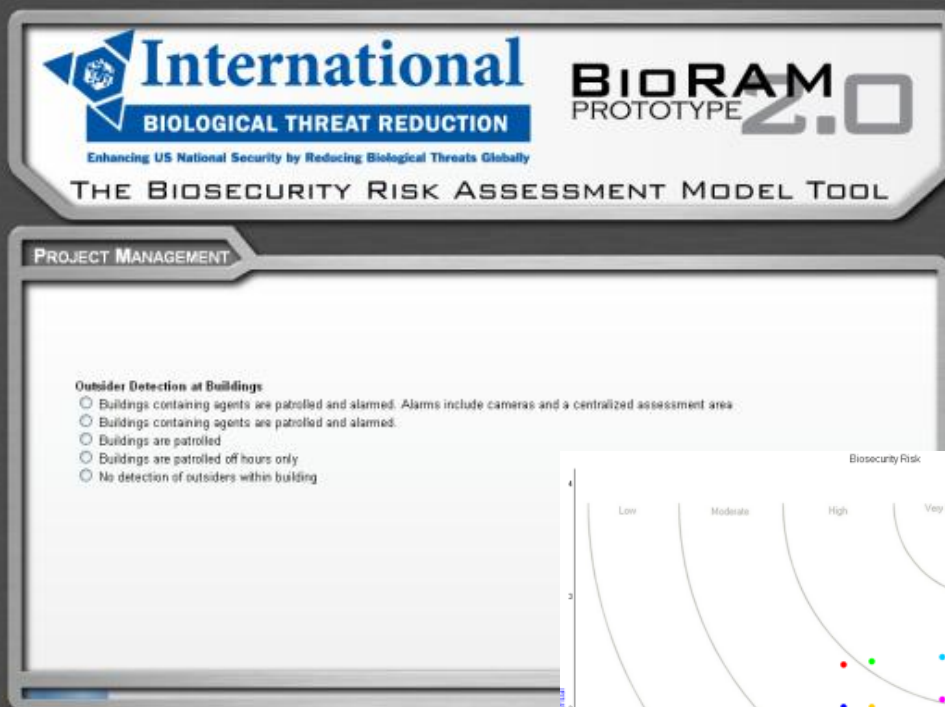 International
BIOLOGICAL THREAT REDUCTION
Enhancing US National Security by Reducing Biological Threats Globally
BIORAM
PROTOTYPE 2.0
THE BIOSECURITY RISK ASSESSMENT MODEL TOOL
PROJECT MANAGEMENT
Outsider Detection at Buildings
Buildings containing agents are patrolled and alarmed. Alarms include cameras and a centralized assessment area
Buildings containing agents are patrolled and alarmed.
Buildings are patrolled
Buildings are patrolled off hours only
No detection of outsiders within building
Biosecurity Risk
4
Low Moderate High Very
3